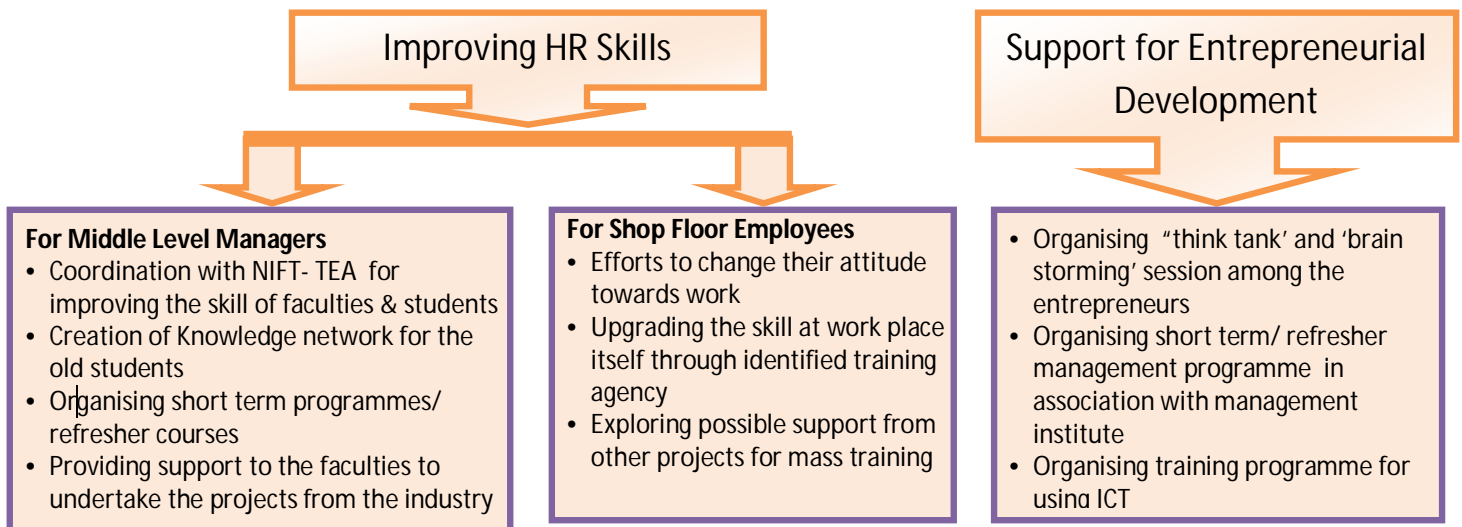 Improving HR Skills
Support for Entrepreneurial
Development
For Middle Level Managers
• Coordination with NIFT- TEA for
improving the skill of faculties & students
• Creation of Knowledge network for the
old students
• Organising short term programmes/
refresher courses
• Providing support to the faculties to
undertake the projects from the industry
For Shop Floor Employees
• Efforts to change their attitude
towards work
• Upgrading the skill at work place
itself through identified training
agency
• Exploring possible support from
other projects for mass training
• Organising “think tank’ and ‘brain
storming’ session among the
entrepreneurs
• Organising short term/ refresher
management programme in
association with management
institute
• Organising training programme for
using ICT